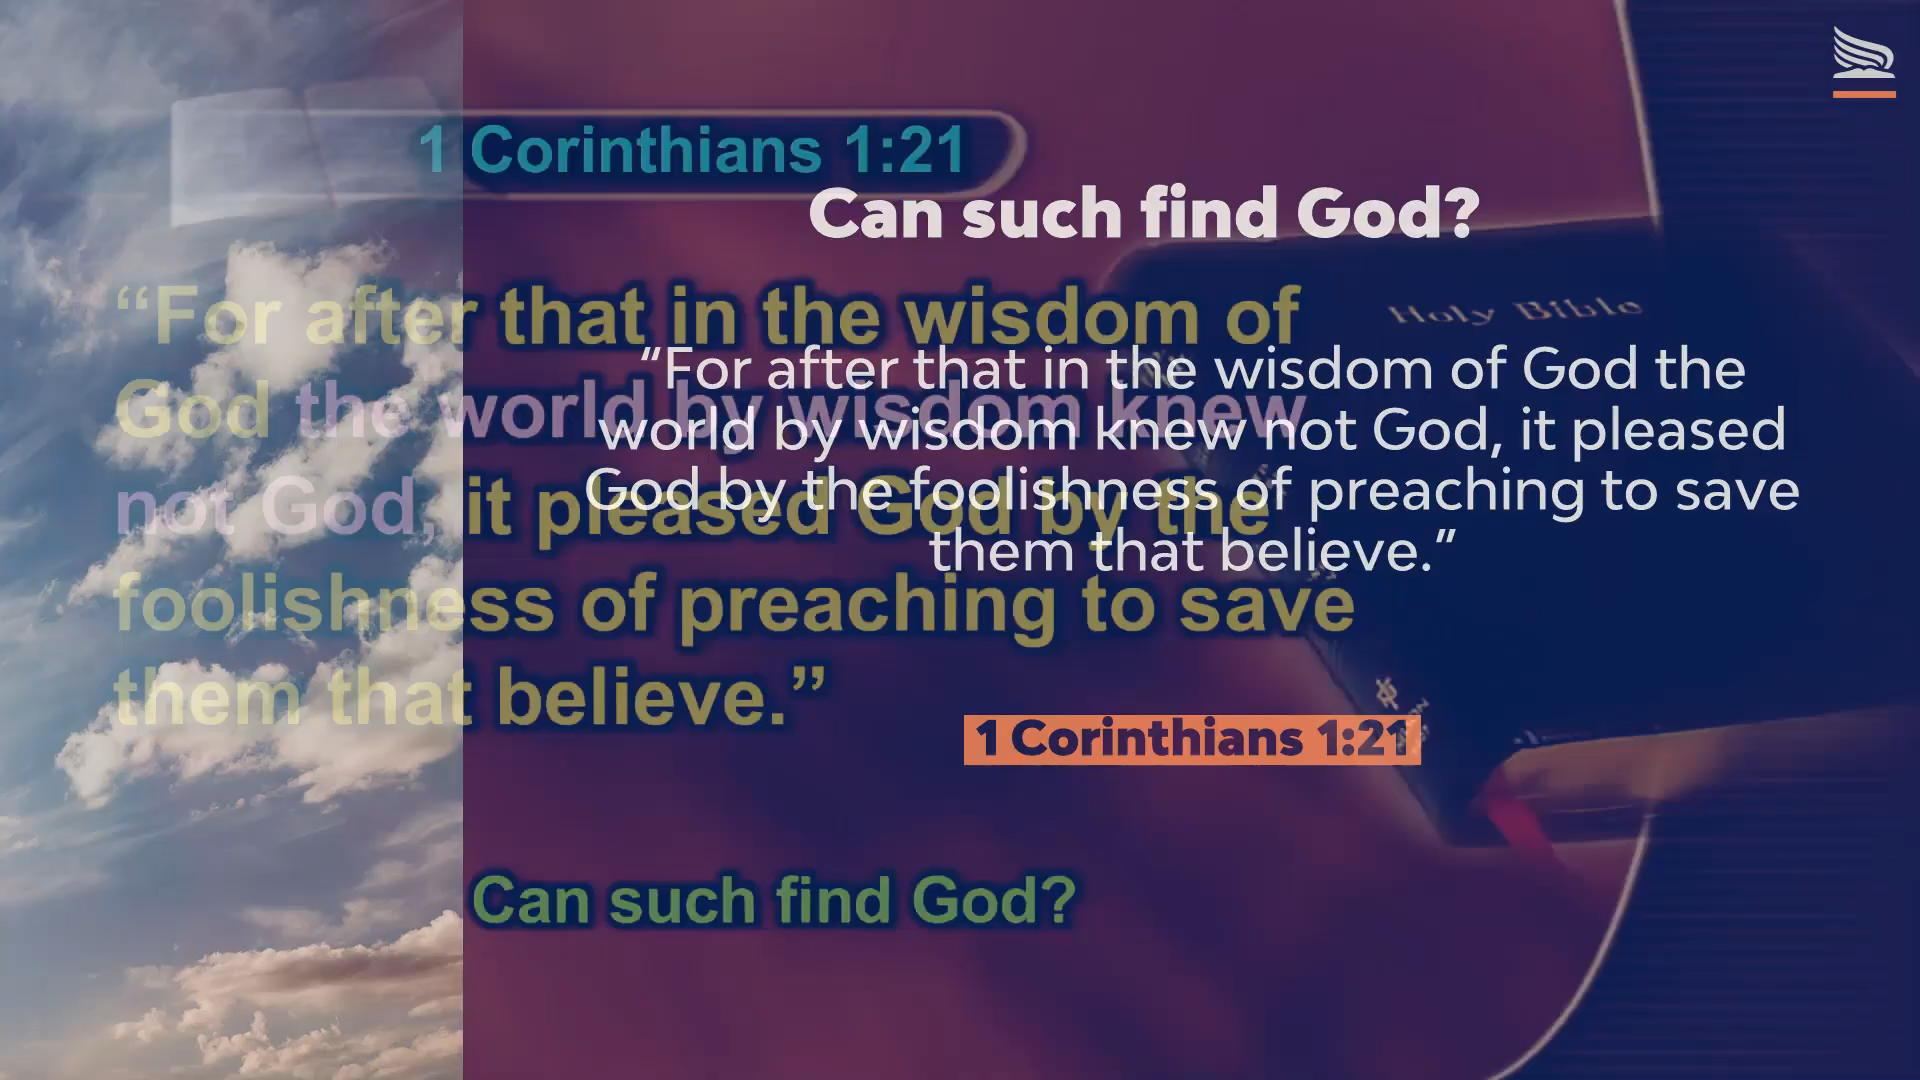 1 Corinthians 1:21
“For after that in the wisdom of
God the world by wisdom knew
not God, it pleased God by the
foolishness of preaching to save
them that believe.”
Can such find God?
Can such find God?
“For after that in the wisdom of God the
world by wisdom knew not God, it pleased
God by the foolishness of preaching to save
them that believe.”
1 Corinthians 1:21
Holy Bible